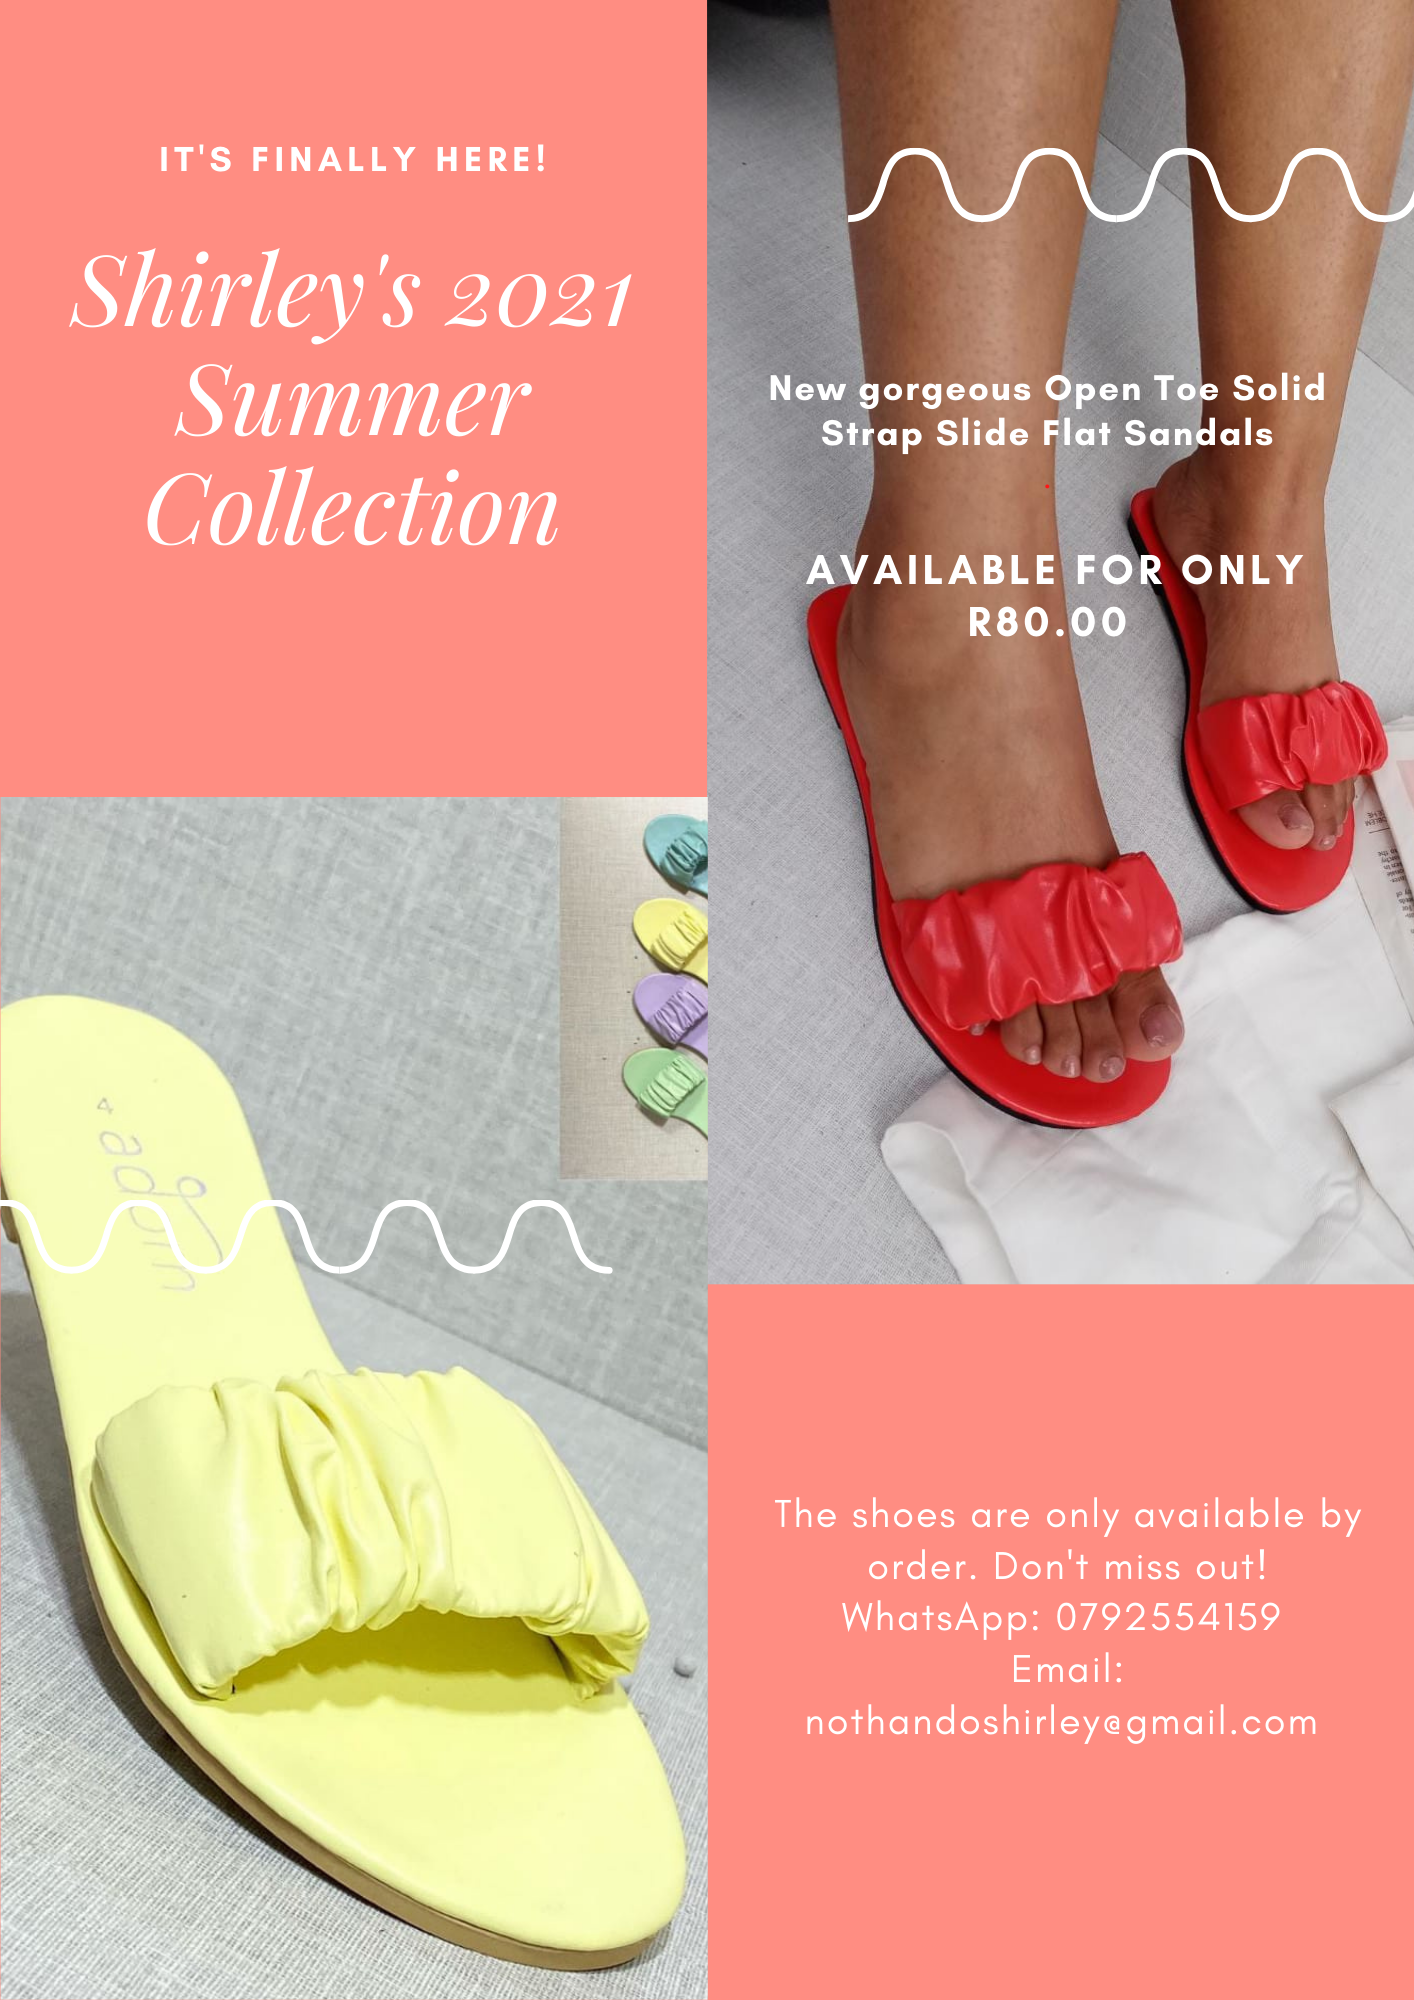 IT'S FINALLY HERE!
Shirley's 2021
Summer
Collection
New gorgeous Open Toe Solid
Strap Slide Flat Sandals
AVAILABLE FOR ONLY
R80.00
4
The shoes are only available by
order. Don't miss out!
WhatsApp: 0792554159
Email:
nothandoshirley@gmail.com